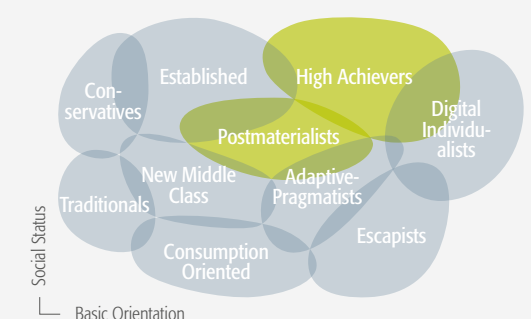 Established
High Achievers
Con-
servatives
Digital
Individu-
alists
Postmaterialists
New Middle
Class
Adaptive-
Pragmatists
Traditionals
Escapists
Consumption
Oriented
Social Status
Basic Orientation